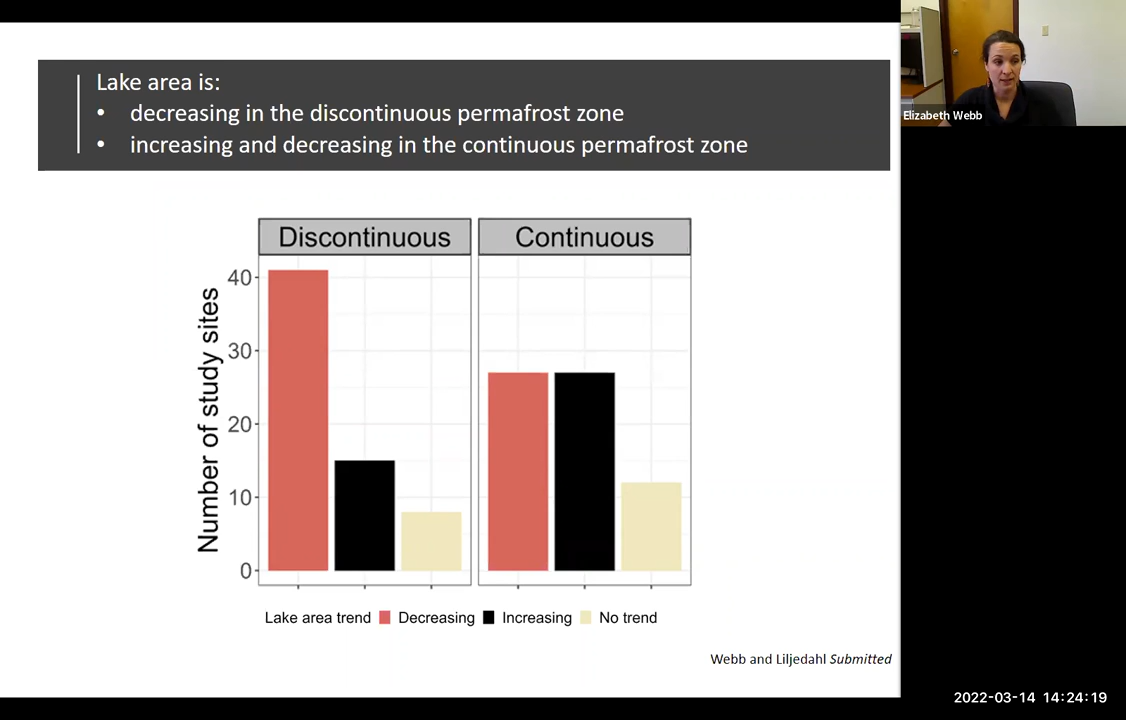 Lake area is:
• decreasing in the discontinuous permafrost zone
• increasing and decreasing in the continuous permafrost zone
Elizabeth Webb
Discontinuous
Continuous
Number of study sites
40
30
20
10
0
Lake area trend Decreasing Increasing No trend
Webb and Liljedahl Submitted
2022-03-14 14:24:19